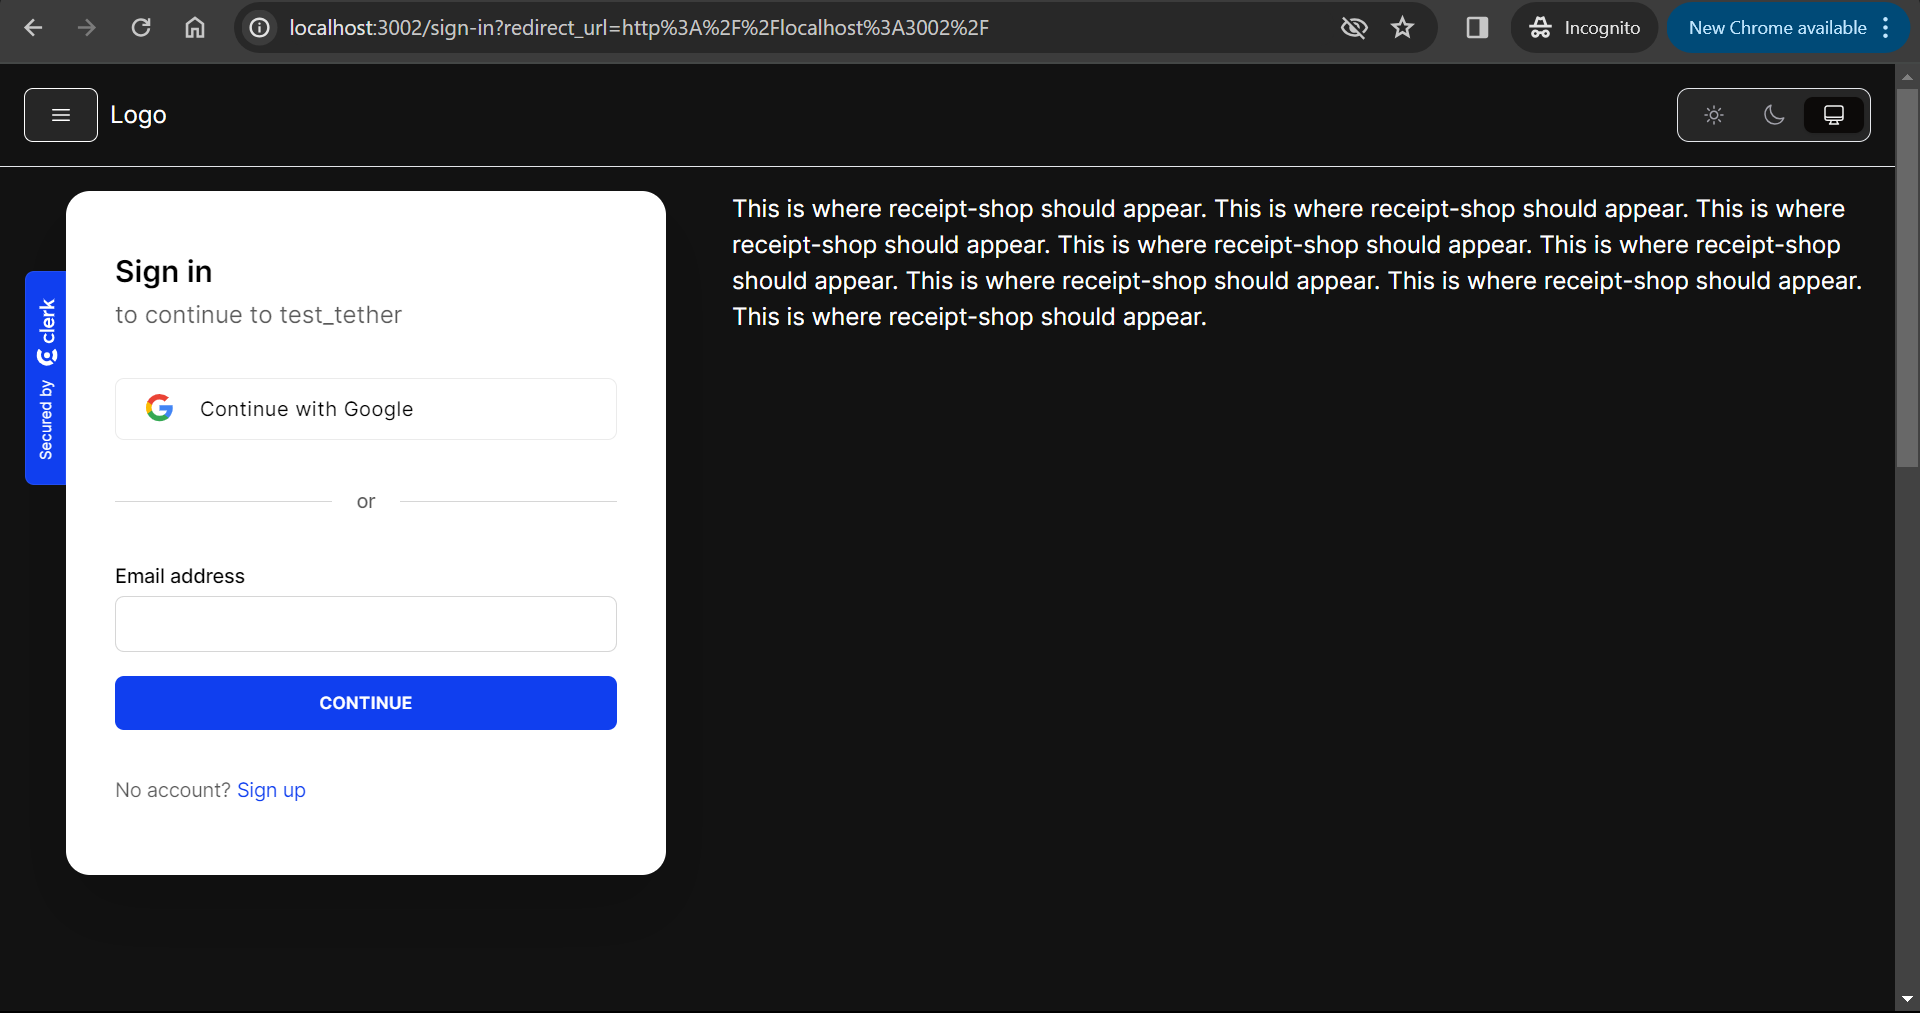 localhost:3002/sign-in?redirect_url=http%3A%2F%2Flocalhost%3A3002%2F
Incognito
New Chrome available
Logo
Sign in
to continue to test_tether
Secured by clerk
Continue with Google
or
Email address
CONTINUE
No account? Sign up
This is where receipt-shop should appear. This is where receipt-shop should appear. This is where
receipt-shop should appear. This is where receipt-shop should appear. This is where receipt-shop
should appear. This is where receipt-shop should appear. This is where receipt-shop should appear.
This is where receipt-shop should appear.